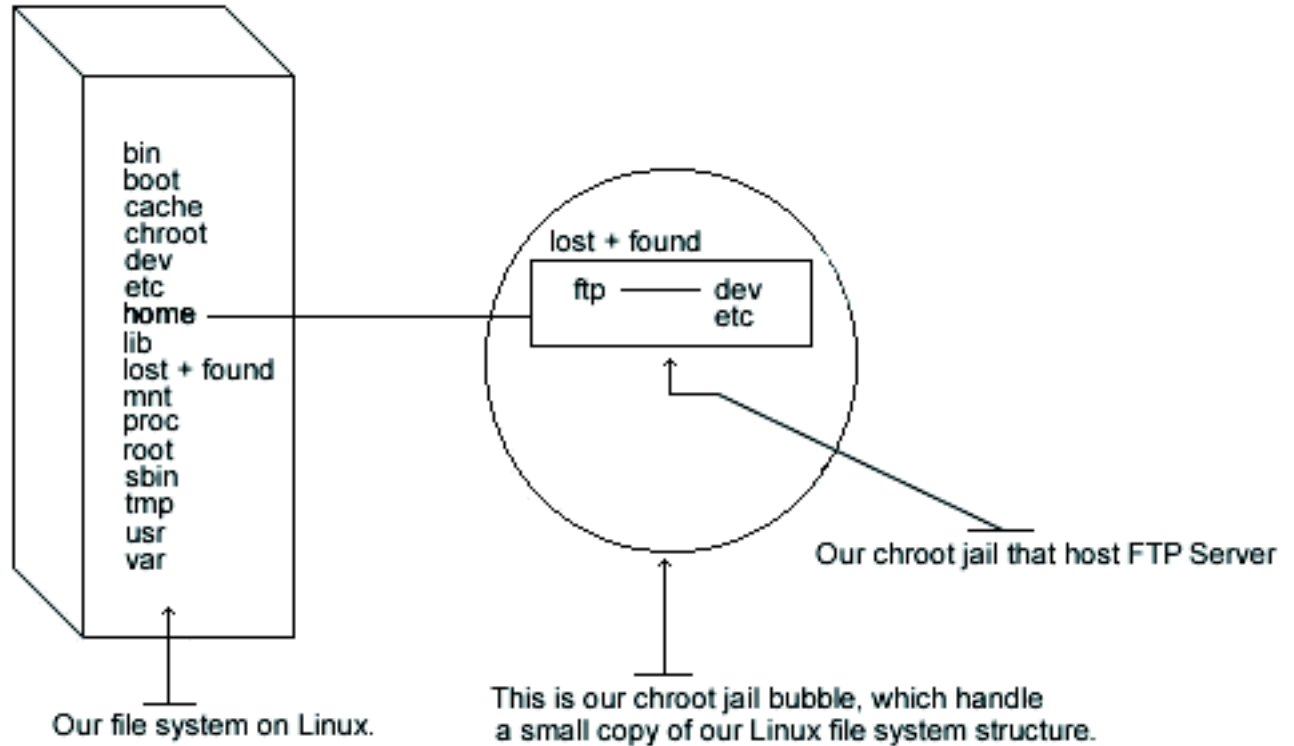 bin
boot
cache
chroot
dev
etc
home
lib
lost + found
mnt
proc
root
sbin
tmp
usr
var
Our file system on Linux.
lost + found
ftp dev
etc
Our chroot jail that host FTP Server
This is our chroot jail bubble, which handle
a small copy of our Linux file system structure.